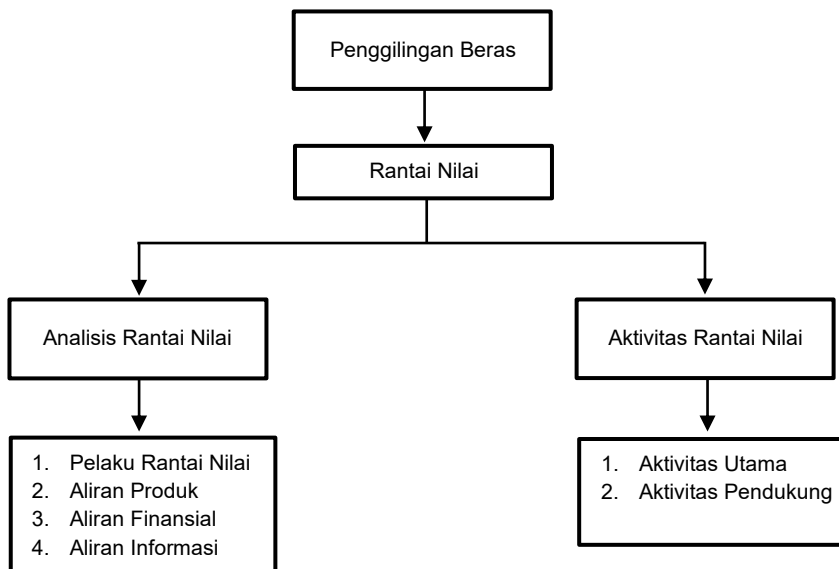 Penggilingan Beras
Rantai Nilai
Analisis Rantai Nilai
Aktivitas Rantai Nilai
1. Pelaku Rantai Nilai
2. Aliran Produk
3. Aliran Finansial
4. Aliran Informasi
1. Aktivitas Utama
2. Aktivitas Pendukung